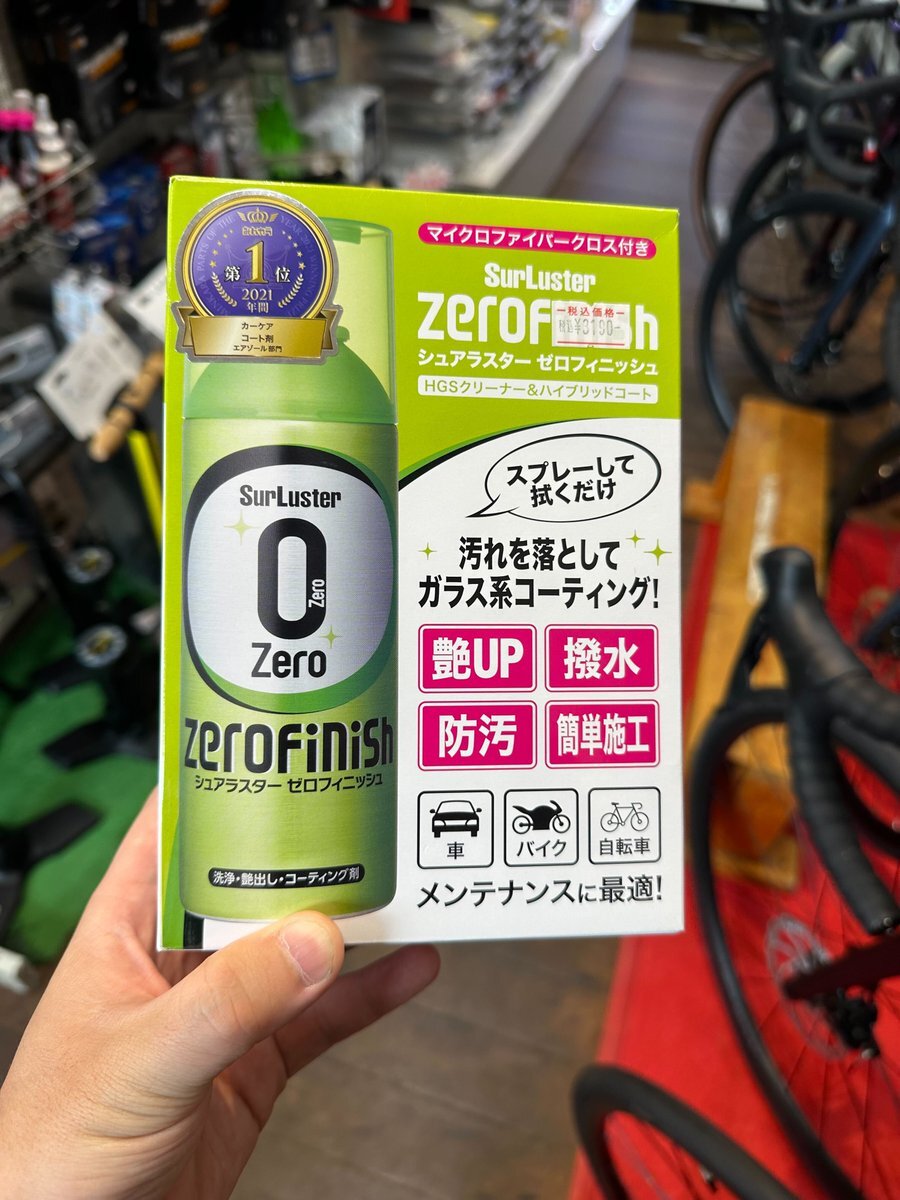 第1位
2021
年間
カーケア
コート剤
エアゾール部門
マイクロファイバークロス付き
SurLuster
zerofinish
税込価格
シュアラスター ゼロフィニッシュ
HGSクリーナー&ハイブリッドコート
スプレーして
拭くだけ
汚れを落として
ガラス系コーティング!
艶UP
撥水
防汚
簡単施工
車
バイク
自転車
メンテナンスに最適!
SurLuster
0
Zero
Zero
zerofinish
シュアラスター ゼロフィニッシュ
洗浄・艶出し・コーティング剤